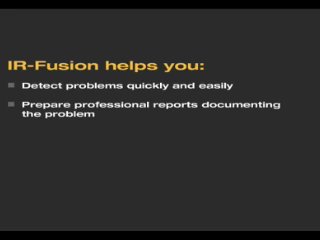 IR-Fusion helps you:
Detect problems quickly and easily
Prepare professional reports documenting
the problem